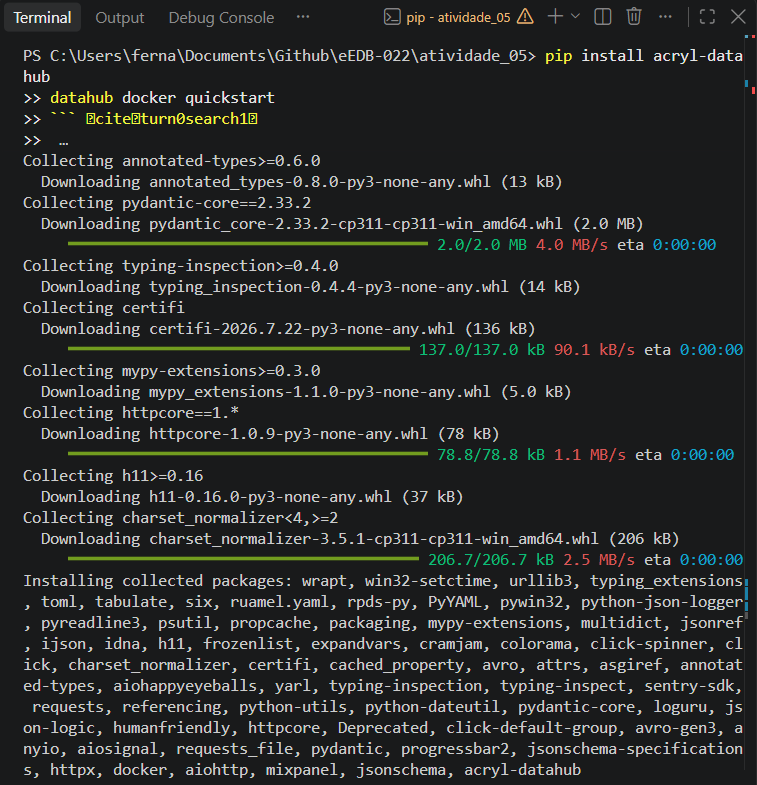 Terminal Output Debug Console ··· pip - atividade_05
PS C:\Users\ferna\Documents\Github\eEDB-022\atividade_05> pip install acryl-data
hub
>> datahub docker quickstart
>> ``` citeturn0search1
>>  …
Collecting annotated-types>=0.6.0
  Downloading annotated_types-0.8.0-py3-none-any.whl (13 kB)
Collecting pydantic-core==2.33.2
  Downloading pydantic_core-2.33.2-cp311-cp311-win_amd64.whl (2.0 MB)
2.0/2.0 MB 4.0 MB/s eta 0:00:00
Collecting typing-inspection>=0.4.0
  Downloading typing_inspection-0.4.4-py3-none-any.whl (14 kB)
Collecting certifi
  Downloading certifi-2026.7.22-py3-none-any.whl (136 kB)
137.0/137.0 kB 90.1 kB/s eta 0:00:00
Collecting mypy-extensions>=0.3.0
  Downloading mypy_extensions-1.1.0-py3-none-any.whl (5.0 kB)
Collecting httpcore==1.*
  Downloading httpcore-1.0.9-py3-none-any.whl (78 kB)
78.8/78.8 kB 1.1 MB/s eta 0:00:00
Collecting h11>=0.16
  Downloading h11-0.16.0-py3-none-any.whl (37 kB)
Collecting charset_normalizer<4,>=2
  Downloading charset_normalizer-3.5.1-cp311-cp311-win_amd64.whl (206 kB)
206.7/206.7 kB 2.5 MB/s eta 0:00:00
Installing collected packages: wrapt, win32-setctime, urllib3, typing_extensions
, toml, tabulate, six, ruamel.yaml, rpds-py, PyYAML, pywin32, python-json-logger
, pyreadline3, psutil, propcache, packaging, mypy-extensions, multidict, jsonref
, ijson, idna, h11, frozenlist, expandvars, cramjam, colorama, click-spinner, cl
ick, charset_normalizer, certifi, cached_property, avro, attrs, asgiref, annotat
ed-types, aiohappyeyeballs, yarl, typing-inspection, typing-inspect, sentry-sdk,
 requests, referencing, python-utils, python-dateutil, pydantic-core, loguru, js
on-logic, humanfriendly, httpcore, Deprecated, click-default-group, avro-gen3, a
nyio, aiosignal, requests_file, pydantic, progressbar2, jsonschema-specification
s, httpx, docker, aiohttp, mixpanel, jsonschema, acryl-datahub